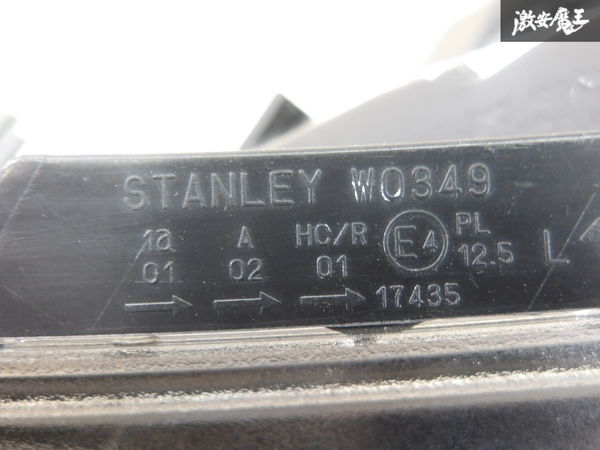 激安魔王
STANLEY W0349
1a A HC/R E4 PL
01 02 01 12.5 L
→ → → 17435